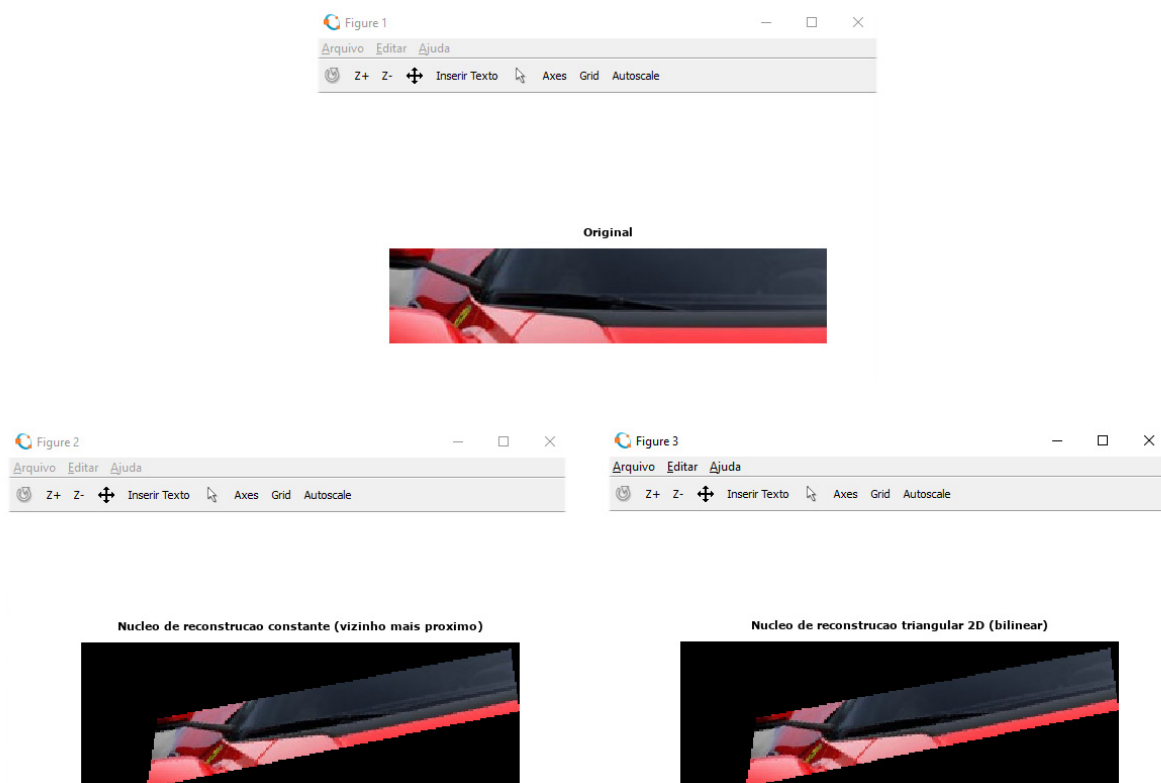 Figure 1
Arquivo Editar Ajuda
Z+ Z- Inserir Texto Axes Grid Autoscale
Original
Figure 2
Arquivo Editar Ajuda
Z+ Z- Inserir Texto Axes Grid Autoscale
Nucleo de reconstrucao constante (vizinho mais proximo)
Figure 3
Arquivo Editar Ajuda
Z+ Z- Inserir Texto Axes Grid Autoscale
Nucleo de reconstrucao triangular 2D (bilinear)